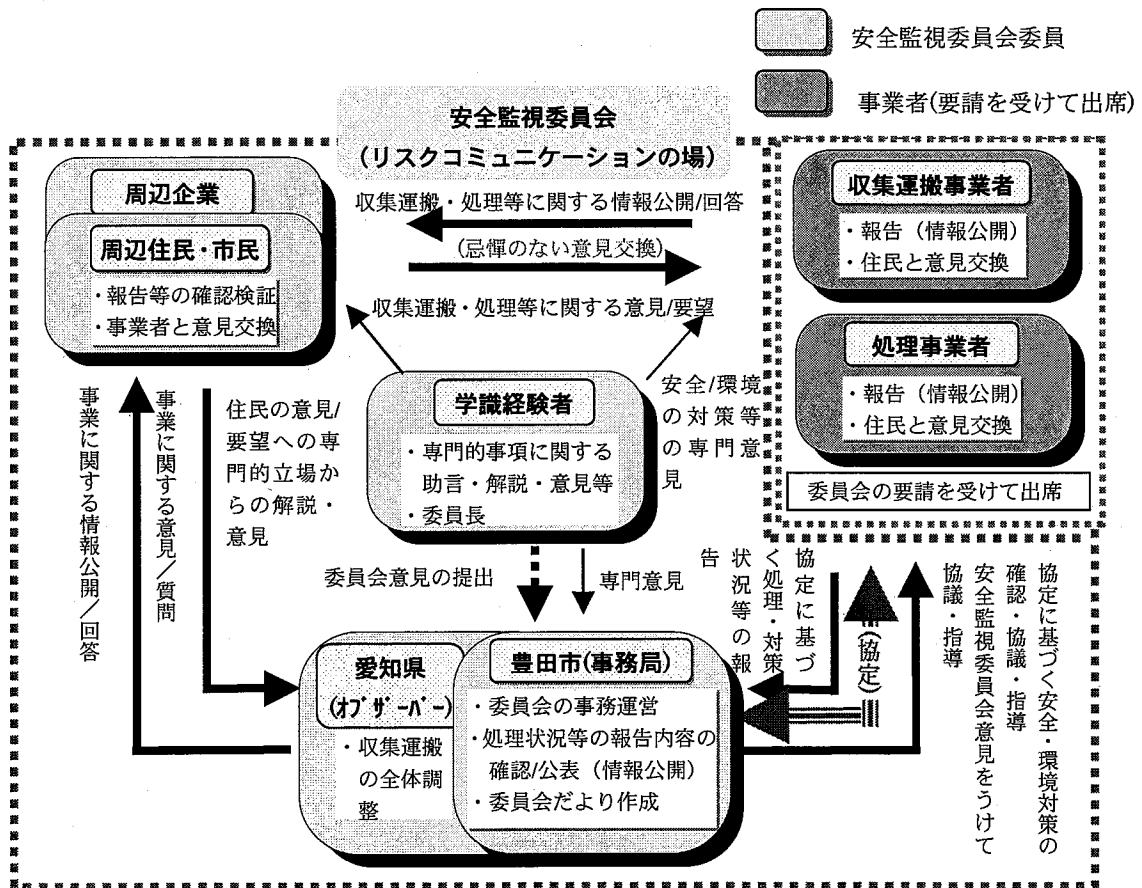 安全監視委員会委員
事業者(要請を受けて出席)
安全監視委員会
(リスクコミュニケーションの場)
周辺企業
周辺住民・市民
・報告等の確認検証
・事業者と意見交換
収集運搬・処理等に関する情報公開/回答
(忌憚のない意見交換)
収集運搬・処理等に関する意見/要望
収集運搬事業者
・報告（情報公開）
・住民と意見交換
処理事業者
・報告（情報公開）
・住民と意見交換
委員会の要請を受けて出席
学識経験者
・専門的事項に関する
助言・解説・意見等
・委員長
安全/環境
の対策等
の専門意
見
事業に関する情報公開／回答
事業に関する意見／質問
住民の意見/
要望への専
門的立場か
らの解説・
意見
委員会意見の提出
専門意見
協定に基づ
く処理・対策
状況等の報
告
(協定)
協定に基づく安全・環境対策の
確認・協議・指導
安全監視委員会意見をうけて
協議・指導
愛知県
(ｵﾌﾞｻﾞｰﾊﾞｰ)
・収集運搬
の全体調
整
豊田市(事務局)
・委員会の事務運営
・処理状況等の報告内容の
確認/公表（情報公開）
・委員会だより作成